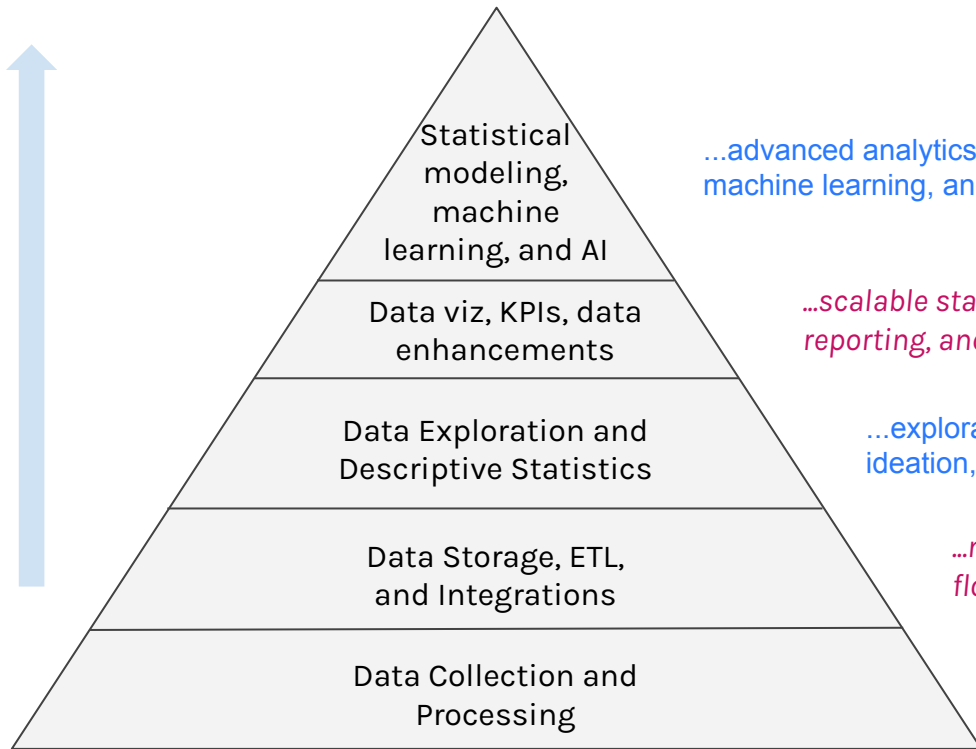 Statistical
modeling,
machine
learning, and AI
...advanced analytics
machine learning, an
Data viz, KPIs, data
enhancements
...scalable sta
reporting, and
Data Exploration and
Descriptive Statistics
...explora
ideation,
Data Storage, ETL,
and Integrations
flo
Data Collection and
Processing